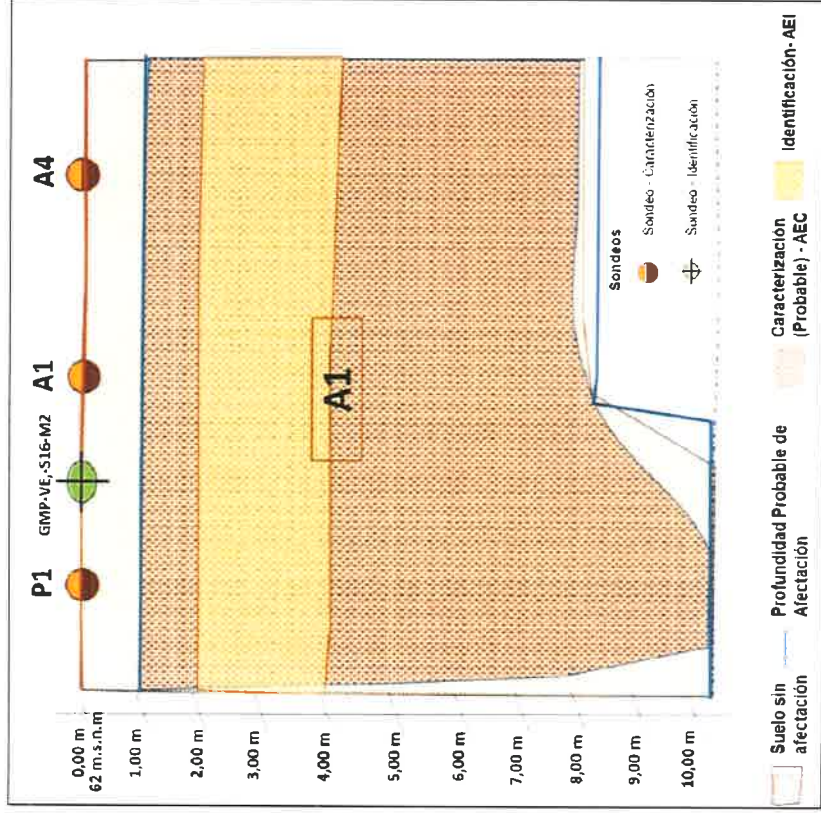 P1
GMP-VE,-S16-M2
A1
A4
0,00 m
62 m.s.n.m
1,00 m
2,00 m
3,00 m
4,00 m
5,00 m
6,00 m
7,00 m
8,00 m
9,00 m
10,00 m
A1
Sondeos
Sondeo - Caracterización
Sondeo - Identificación
Suelo sin
afectación
Profundidad Probable de
Afectación
Caracterización
(Probable) - AEC
Identificación- AEI